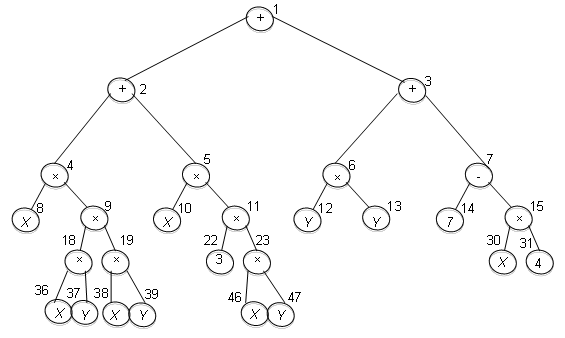 + 1
+ 2 + 3
× 4 × 5 × 6 - 7
X 8 × 9 X 10 × 11 Y 12 Y 13 7 14 × 15
× 18 × 19 3 22 × 23 X 30 4 31
X 36 Y 37 X 38 Y 39 X 46 Y 47